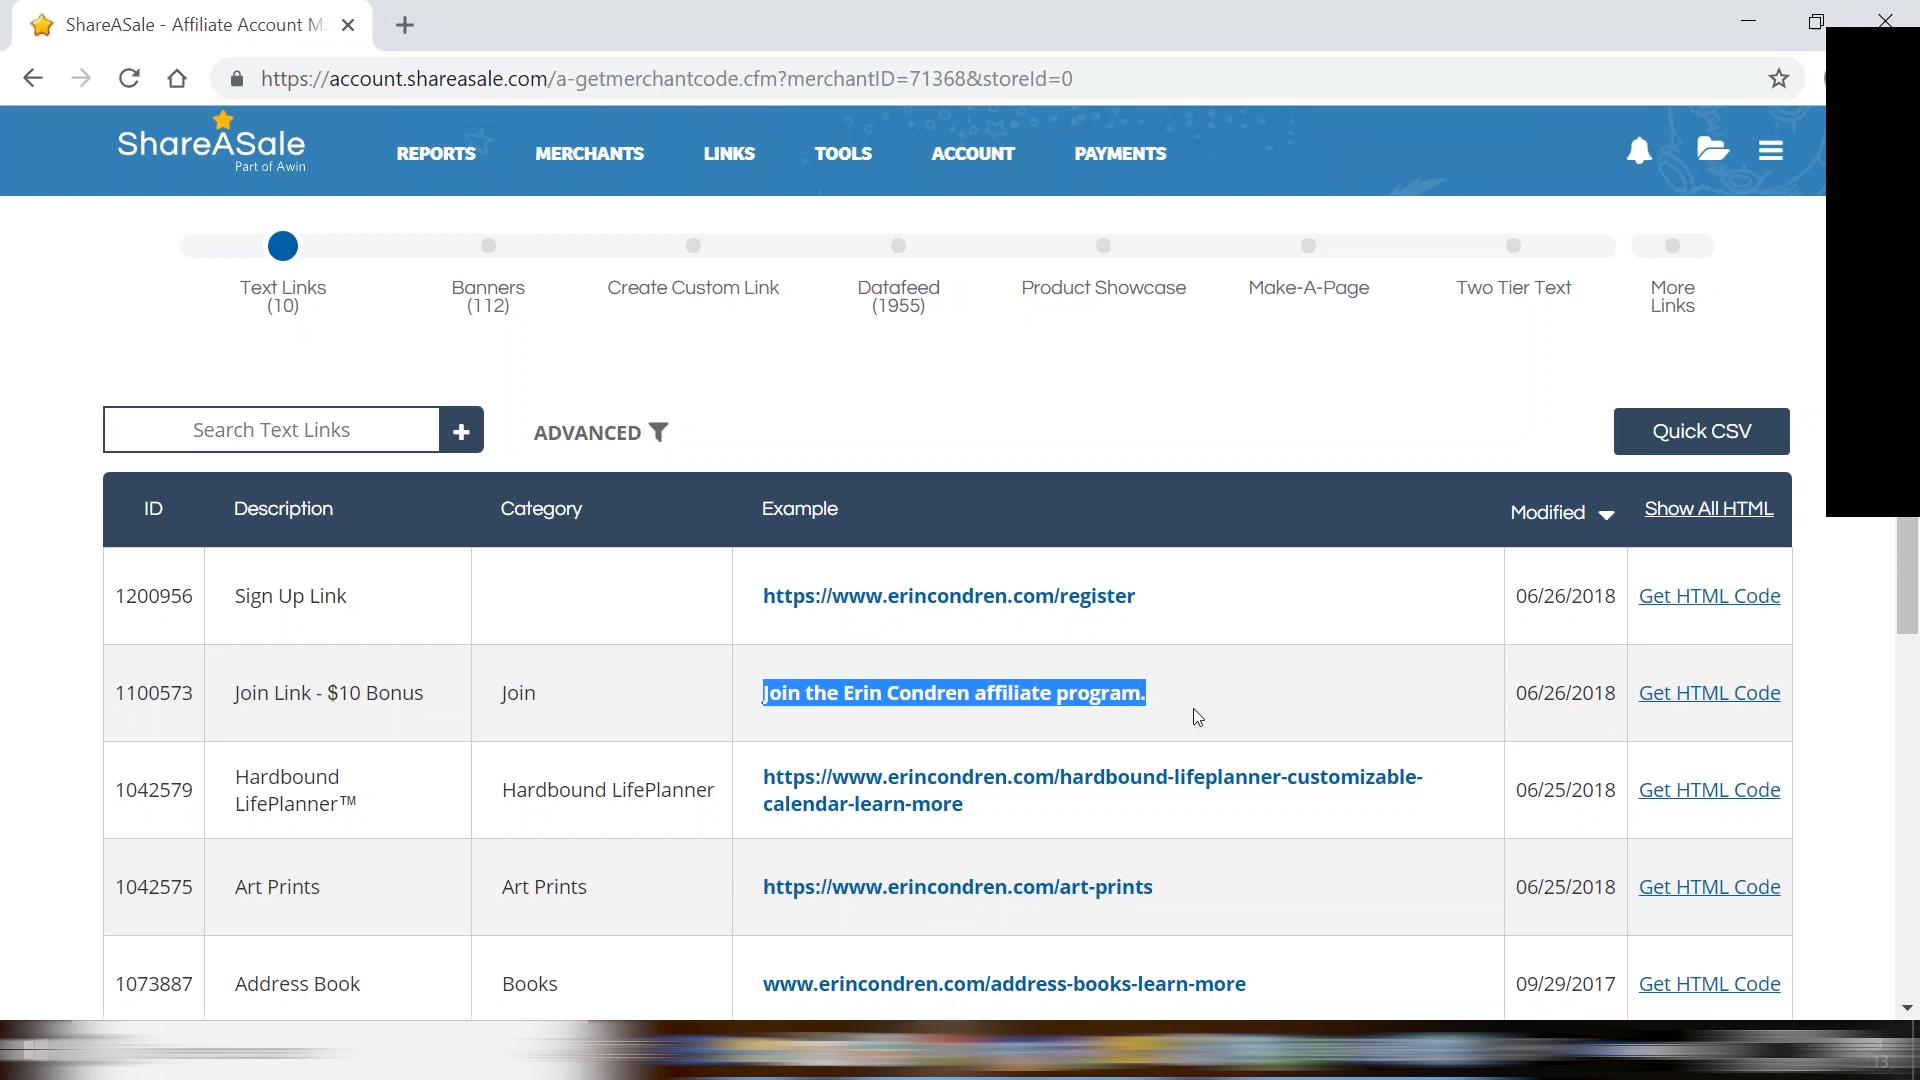 ShareASale - Affiliate Account Ma
https://account.shareasale.com/a-getmerchantcode.cfm?merchantID=71368&storeId=0
ShareASale
Part of Awin
REPORTS MERCHANTS LINKS TOOLS ACCOUNT PAYMENTS
Text Links
(10)
Banners
(112)
Create Custom Link
Datafeed
(1955)
Product Showcase
Make-A-Page
Two Tier Text
More
Links
Search Text Links + ADVANCED Quick CSV
ID Description Category Example Modified Show All HTML
1200956 Sign Up Link https://www.erincondren.com/register 06/26/2018 Get HTML Code
1100573 Join Link - $10 Bonus Join Join the Erin Condren affiliate program. 06/26/2018 Get HTML Code
1042579 Hardbound
LifePlanner™ Hardbound LifePlanner https://www.erincondren.com/hardbound-lifeplanner-customizable-
calendar-learn-more 06/25/2018 Get HTML Code
1042575 Art Prints Art Prints https://www.erincondren.com/art-prints 06/25/2018 Get HTML Code
1073887 Address Book Books www.erincondren.com/address-books-learn-more 09/29/2017 Get HTML Code
13